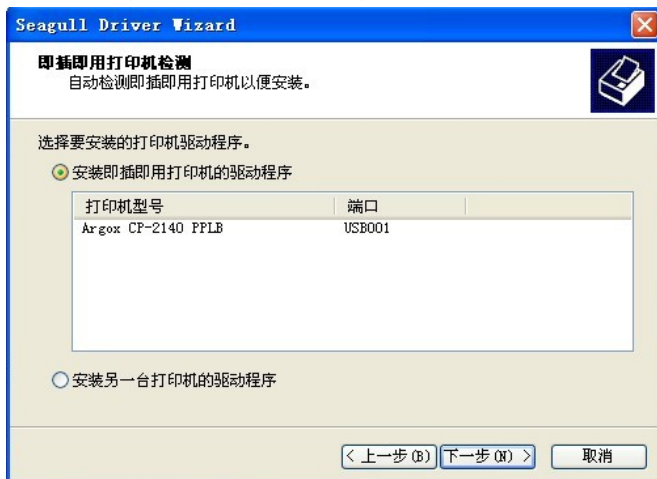 Seagull Driver Wizard
即插即用打印机检测
自动检测即插即用打印机以便安装。
选择要安装的打印机驱动程序。
安装即插即用打印机的驱动程序
打印机型号 端口
Argox CP-2140 PPLB USB001
安装另一台打印机的驱动程序
< 上一步(B) 下一步(N) > 取消